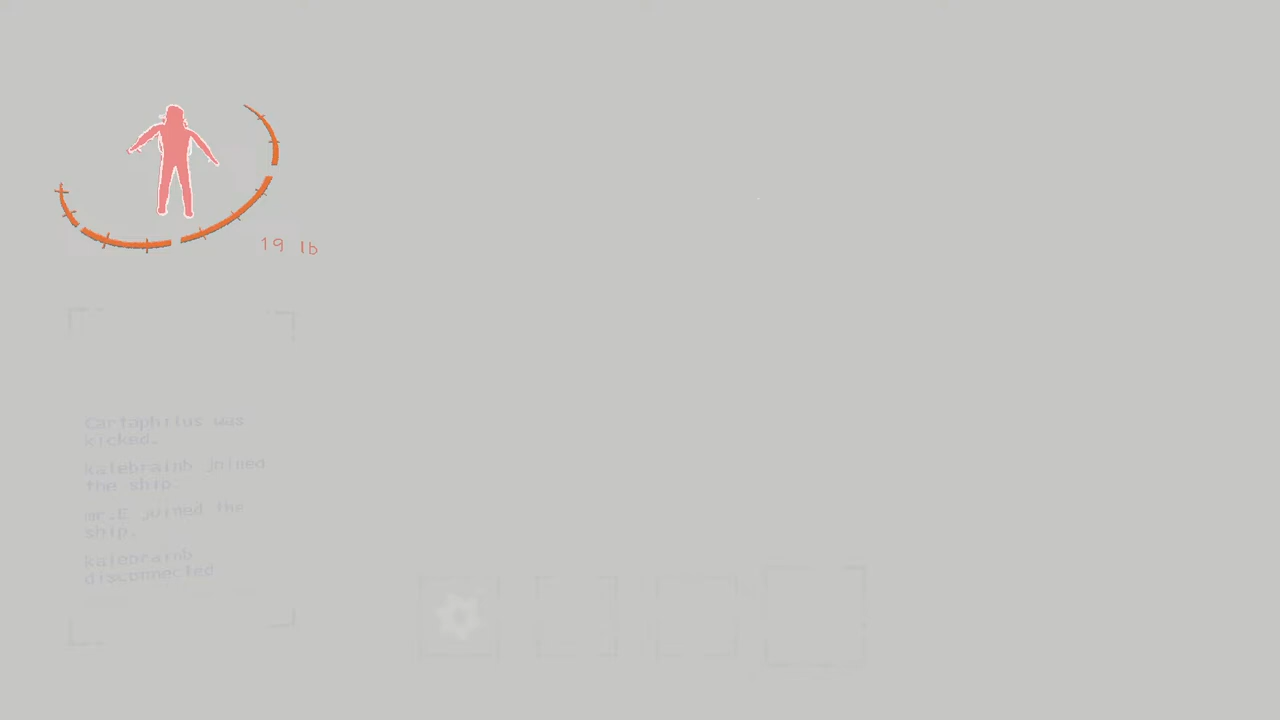 19 lb
Cartaphilus was
kicked.
kalebrainb joined
the ship.
mr.E joined the
ship.
kalebrainb
disconnected